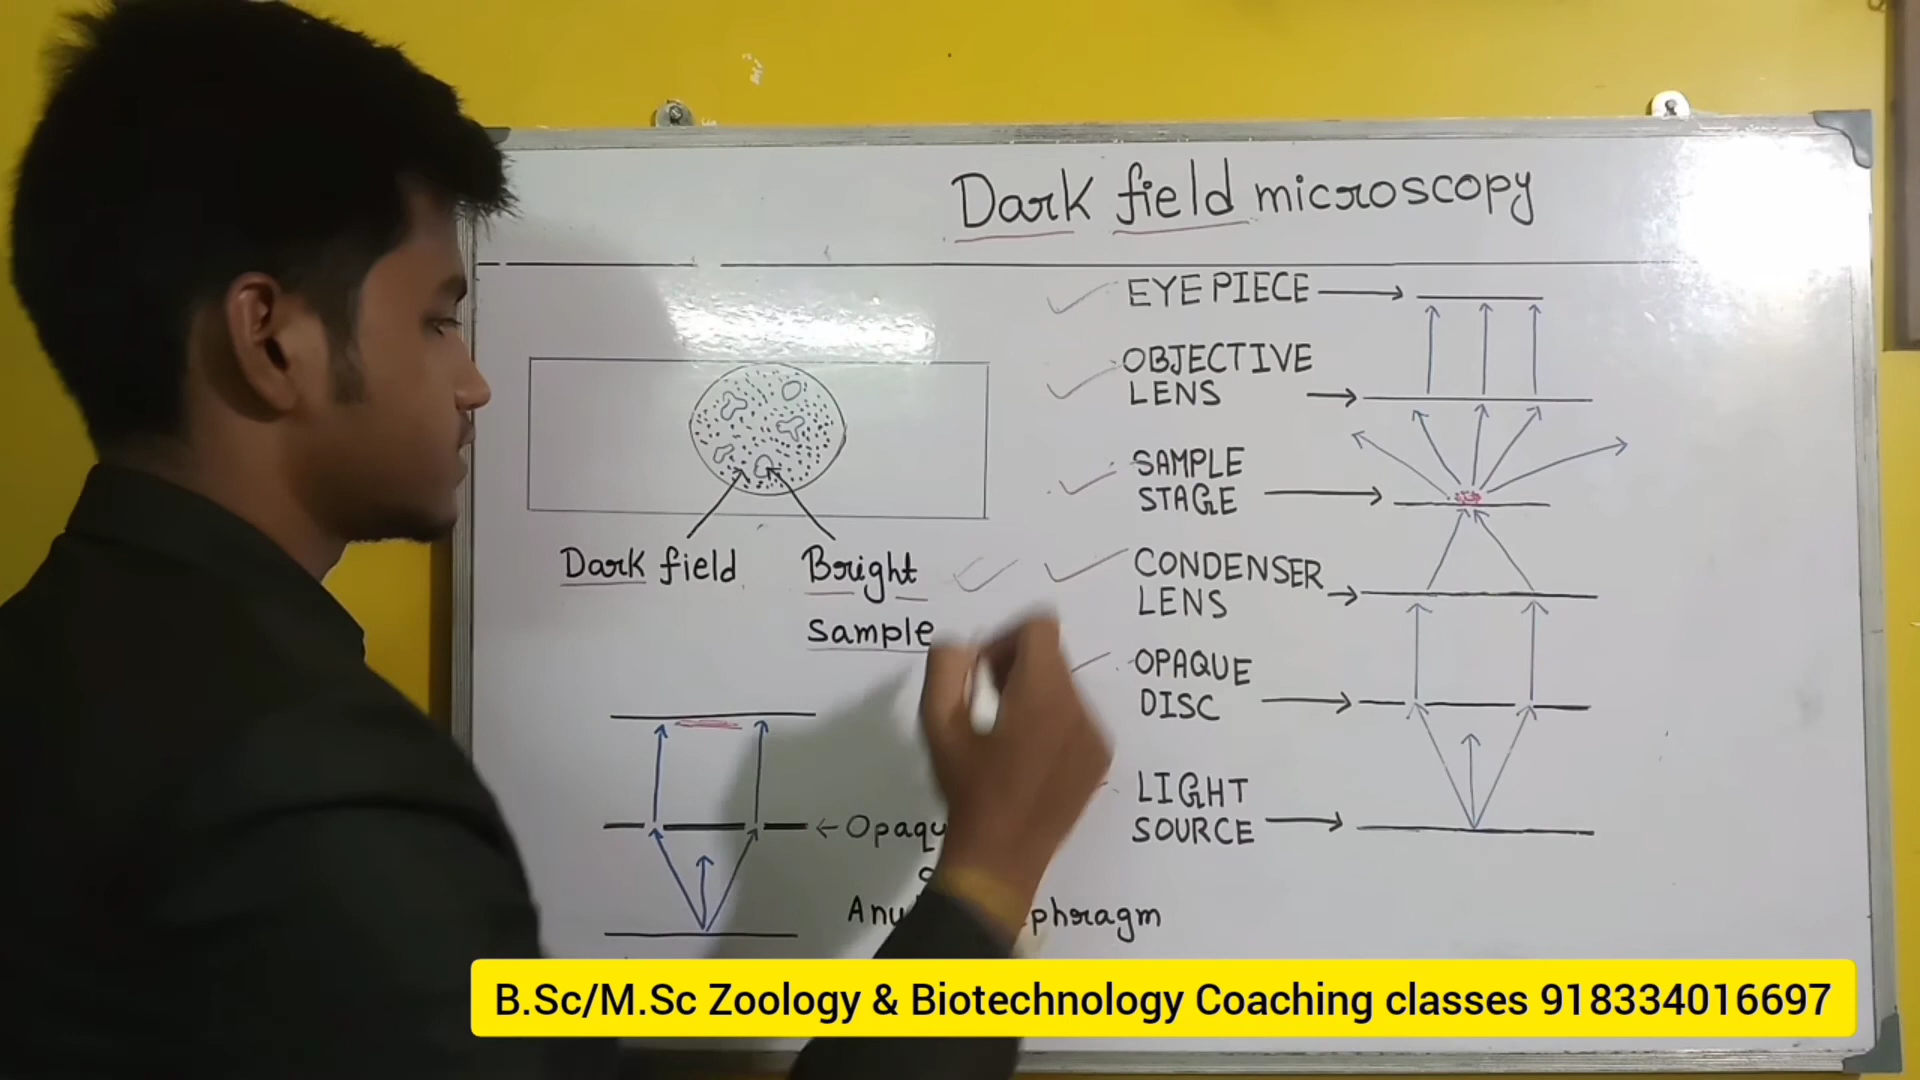 Dark field microscopy
EYE PIECE
OBJECTIVE
LENS
SAMPLE
STAGE
CONDENSER
LENS
OPAQUE
DISC
LIGHT
SOURCE
Dark field
Bright
Sample
B.Sc/M.Sc Zoology & Biotechnology Coaching classes 918334016697